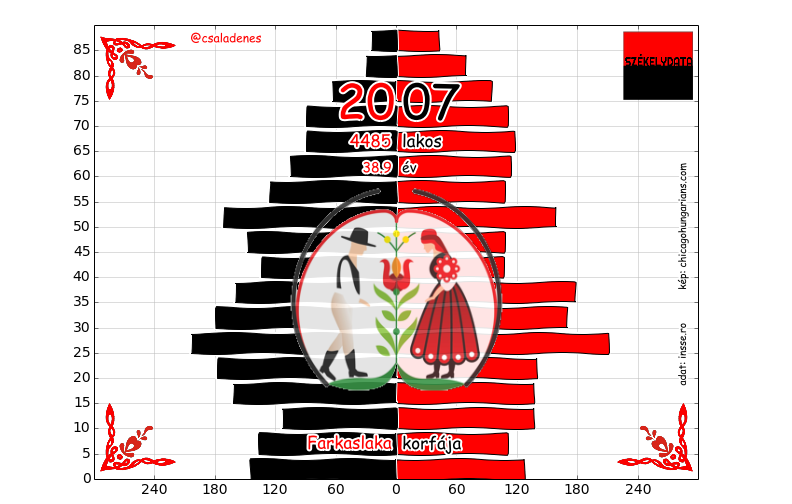 @csaladenes
SZÉKELYDATA
2007
4485 lakos
38.9 év
kép: chicagohungarians.com
adat: insse.ro
Farkaslaka korfája
85
80
75
70
65
60
55
50
45
40
35
30
25
20
15
10
5
0
240 180 120 60 0 60 120 180 240